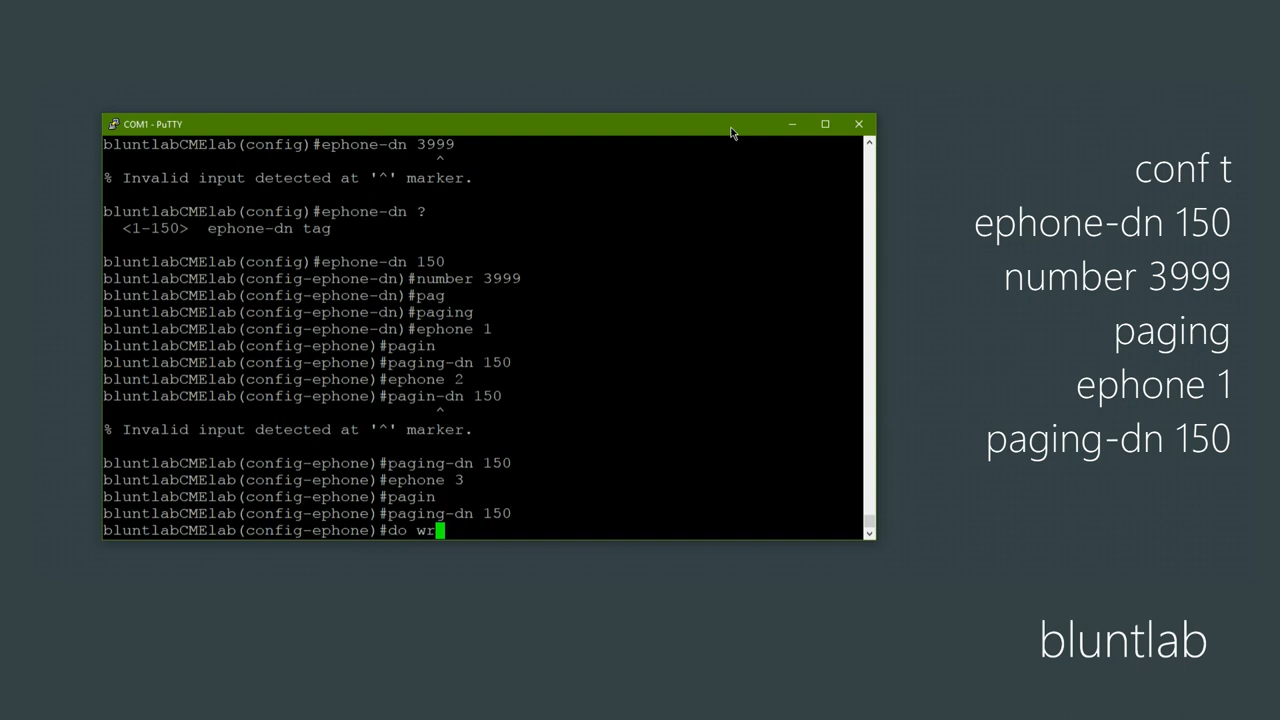 COM1 - PuTTY
bluntlabCMElab(config)#ephone-dn 3999
^
% Invalid input detected at '^' marker.
bluntlabCMElab(config)#ephone-dn ?
<1-150>  ephone-dn tag
bluntlabCMElab(config)#ephone-dn 150
bluntlabCMElab(config-ephone-dn)#number 3999
bluntlabCMElab(config-ephone-dn)#pag
bluntlabCMElab(config-ephone-dn)#paging
bluntlabCMElab(config-ephone-dn)#ephone 1
bluntlabCMElab(config-ephone)#pagin
bluntlabCMElab(config-ephone)#paging-dn 150
bluntlabCMElab(config-ephone)#ephone 2
bluntlabCMElab(config-ephone)#pagin-dn 150
^
% Invalid input detected at '^' marker.
bluntlabCMElab(config-ephone)#paging-dn 150
bluntlabCMElab(config-ephone)#ephone 3
bluntlabCMElab(config-ephone)#pagin
bluntlabCMElab(config-ephone)#paging-dn 150
bluntlabCMElab(config-ephone)#do wr
conf t
ephone-dn 150
number 3999
paging
ephone 1
paging-dn 150
bluntlab